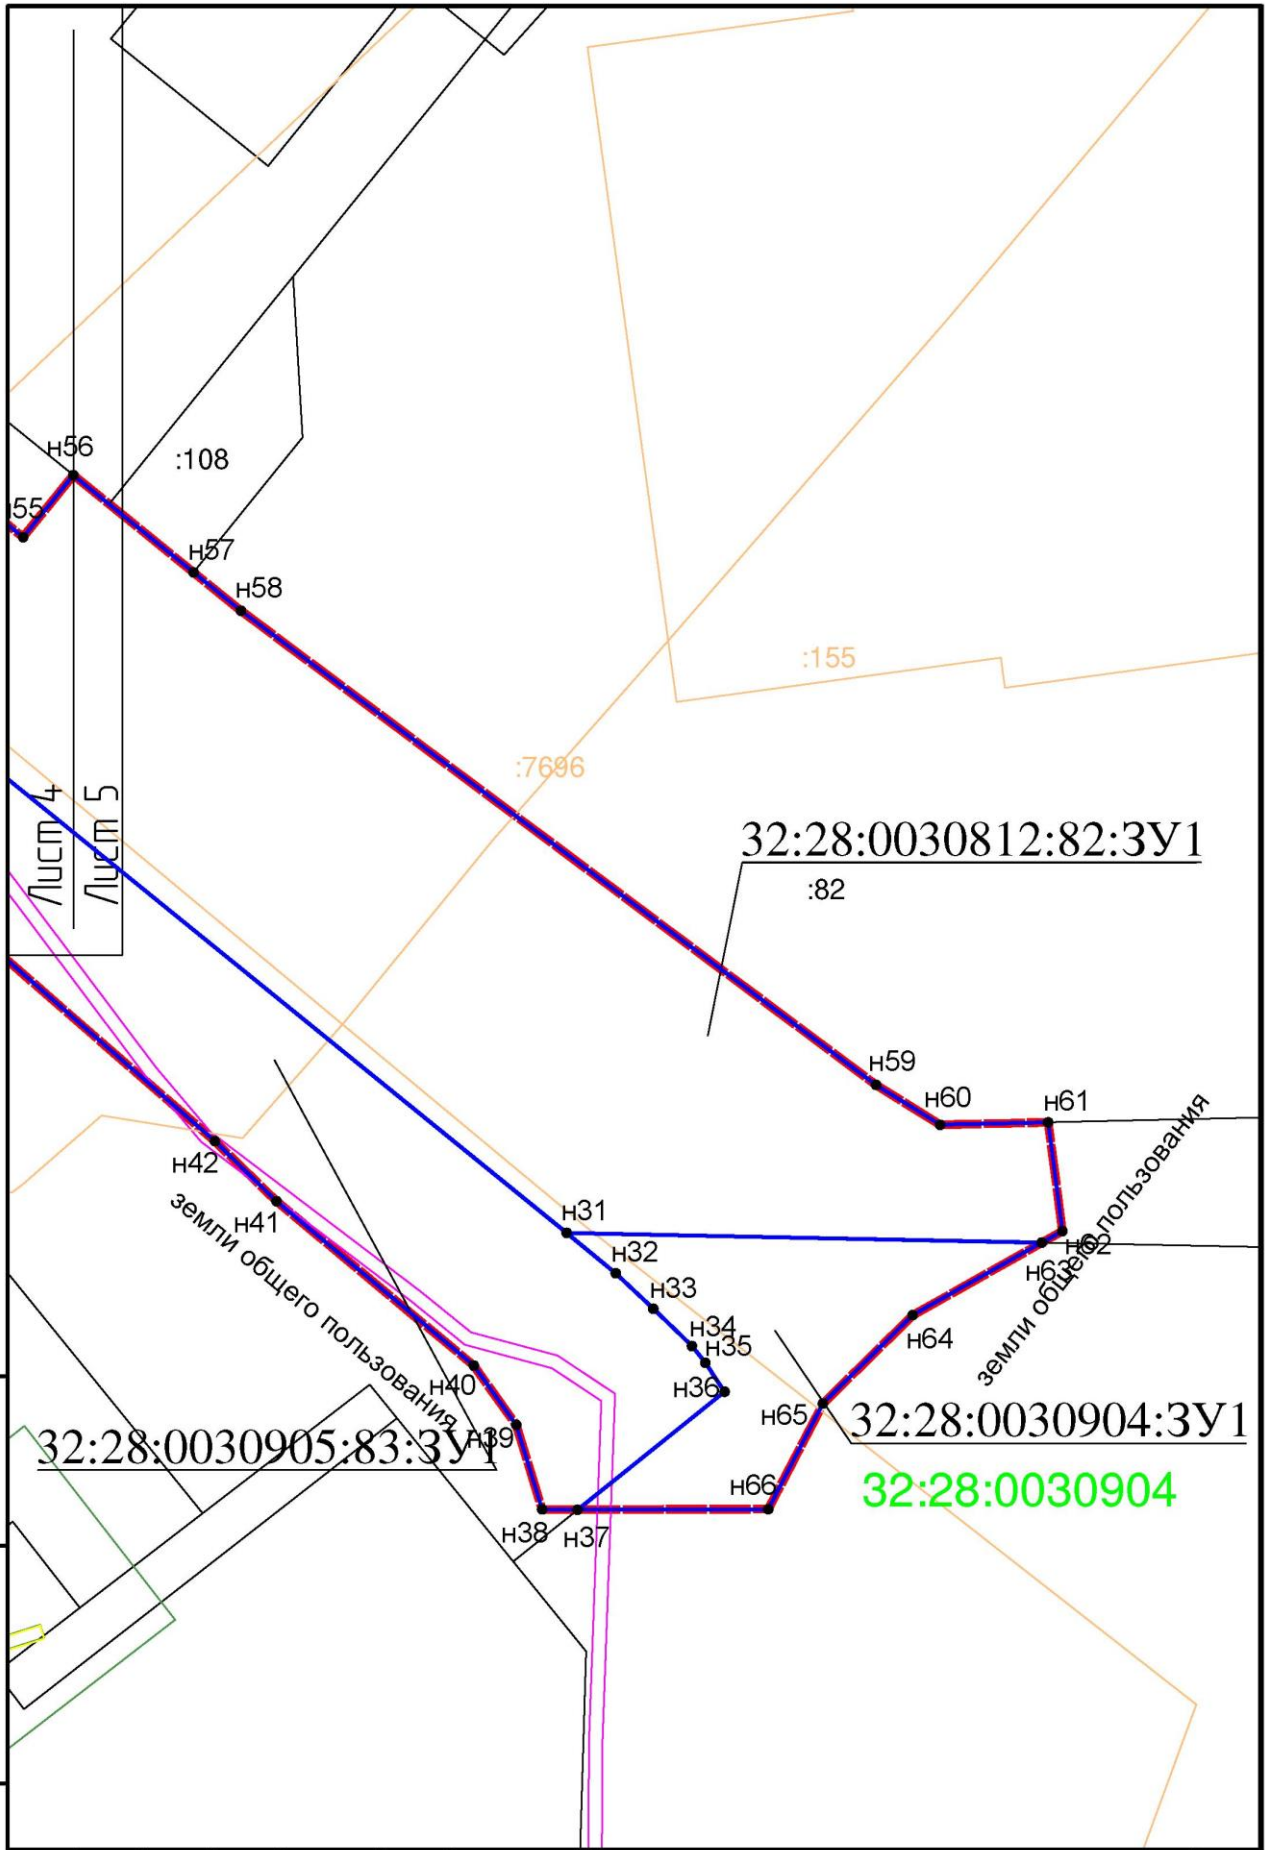 н56
:108
н55
н57
н58
:155
:7696
Лист 4
Лист 5
32:28:0030812:82:ЗУ1
:82
н59
н60
н61
земли общего пользования
н42
н41
земли общего пользования
н31
н62
н63
н32
н33
н64
н34
н35
н36
н40
н65
32:28:0030904:ЗУ1
н39
32:28:0030905:83:ЗУ1
н66
32:28:0030904
н38
н37